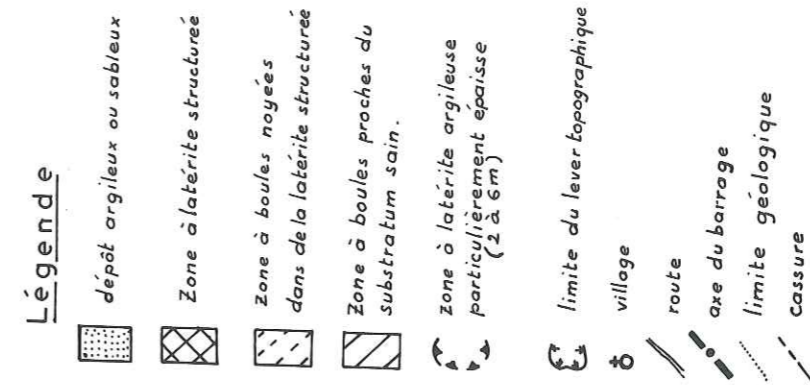 Légende
dépôt argileux ou sableux
Zone à latérite structurée
Zone à boules noyées
dans de la latérite structurée
Zone à boules proches du
substratum sain.
zone à latérite argileuse
particulièrement épaisse
(2 à 6m)
limite du lever topographique
village
route
axe du barrage
limite géologique
cassure